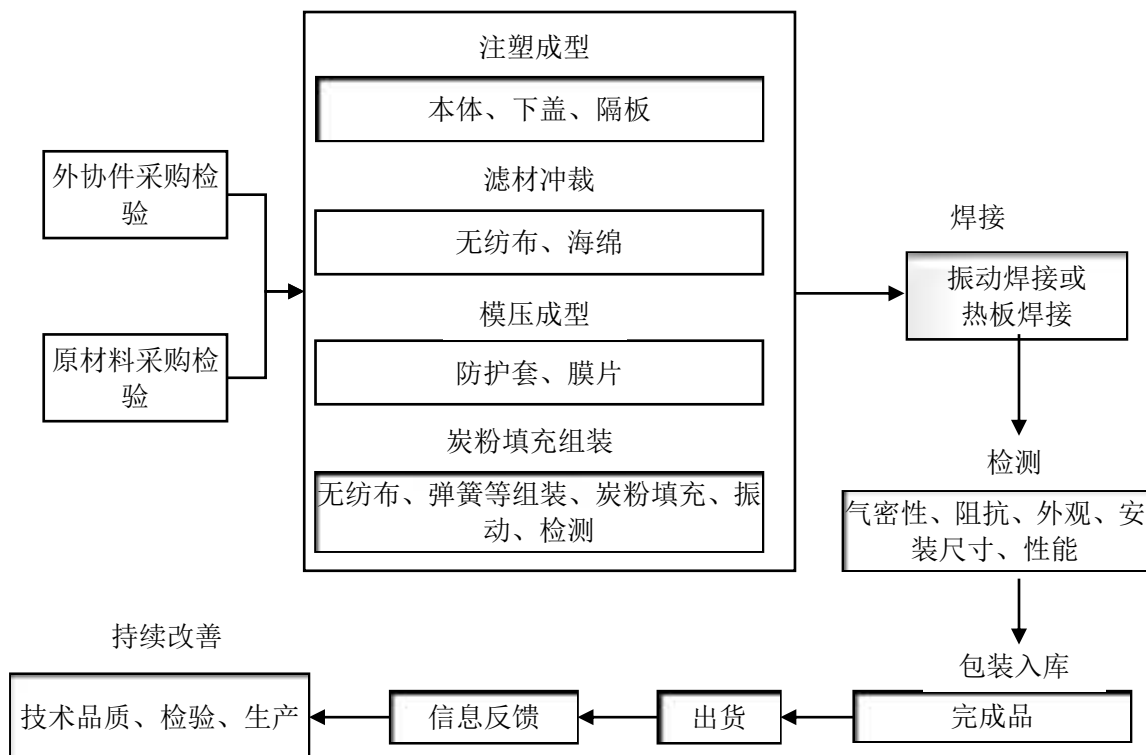 外协件采购检
验
原材料采购检
验
注塑成型
本体、下盖、隔板
滤材冲裁
无纺布、海绵
模压成型
防护套、膜片
炭粉填充组装
无纺布、弹簧等组装、炭粉填充、振
动、检测
焊接
振动焊接或
热板焊接
检测
气密性、阻抗、外观、安
装尺寸、性能
包装入库
完成品
出货
信息反馈
持续改善
技术品质、检验、生产